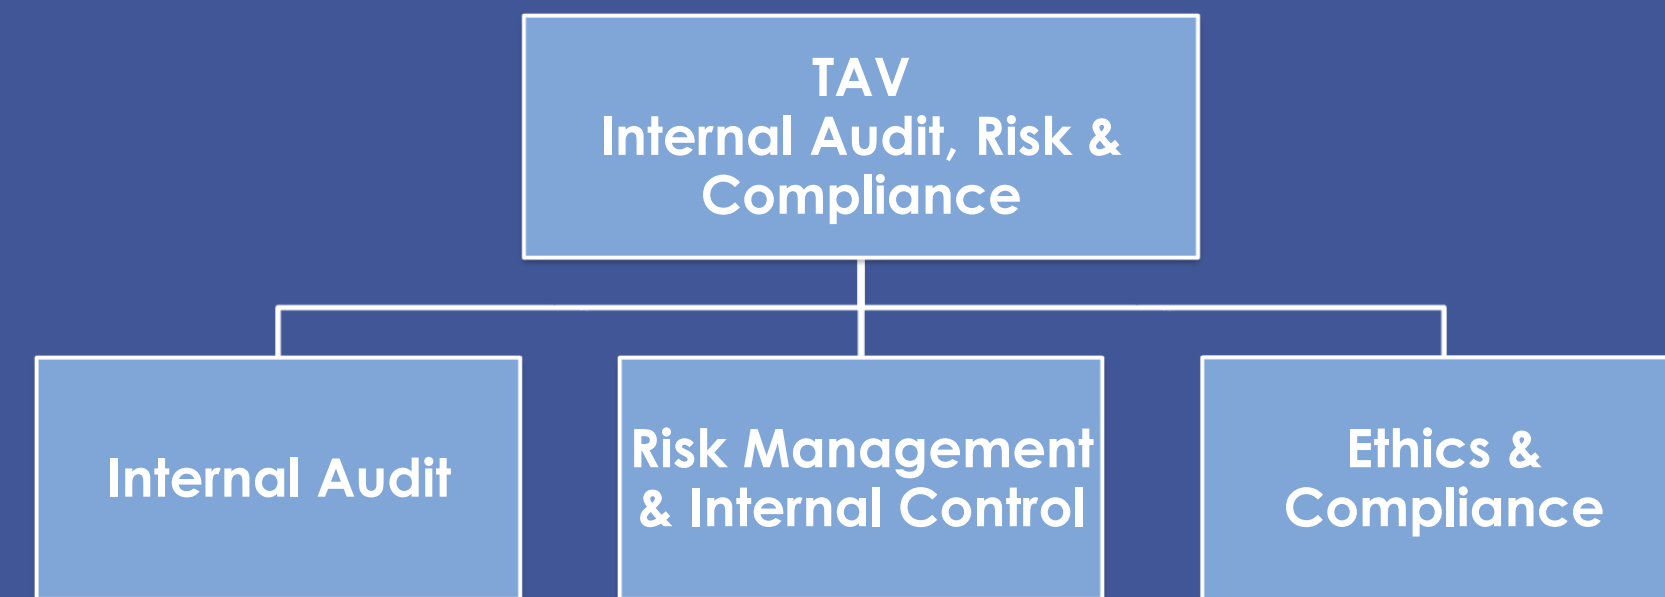 TAV
Internal Audit, Risk &
Compliance
Internal Audit
Risk Management
& Internal Control
Ethics &
Compliance